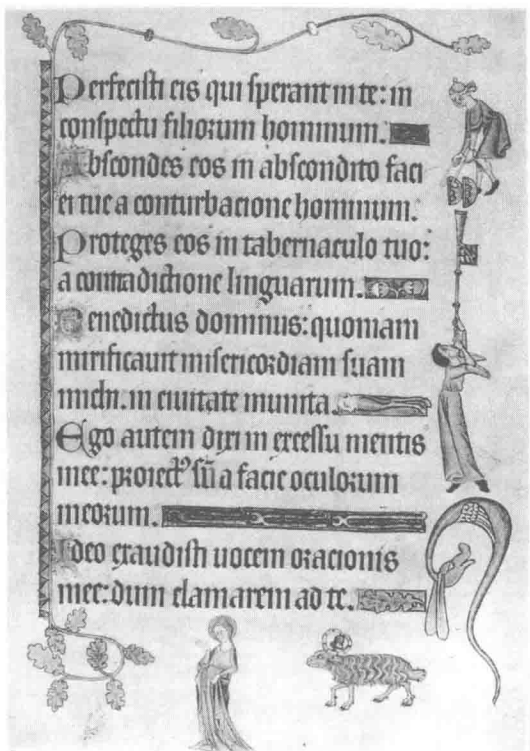 Perfecisti eis qui sperant in te: in
conspectu filiorum hominum.
Abscondes eos in abscondito faci
ei tue a conturbacione hominum.
Proteges eos in tabernaculo tuo:
a contradictione linguarum.
Benedictus dominus: quoniam
mirificauit misericordiam suam
michi. in ciuitate munita.
Ego autem dixi in excessu mentis
mee: proiectꝰ sū a facie oculorum
meorum.
Ideo exaudisti uocem oracionis
mee: dum clamarem ad te.